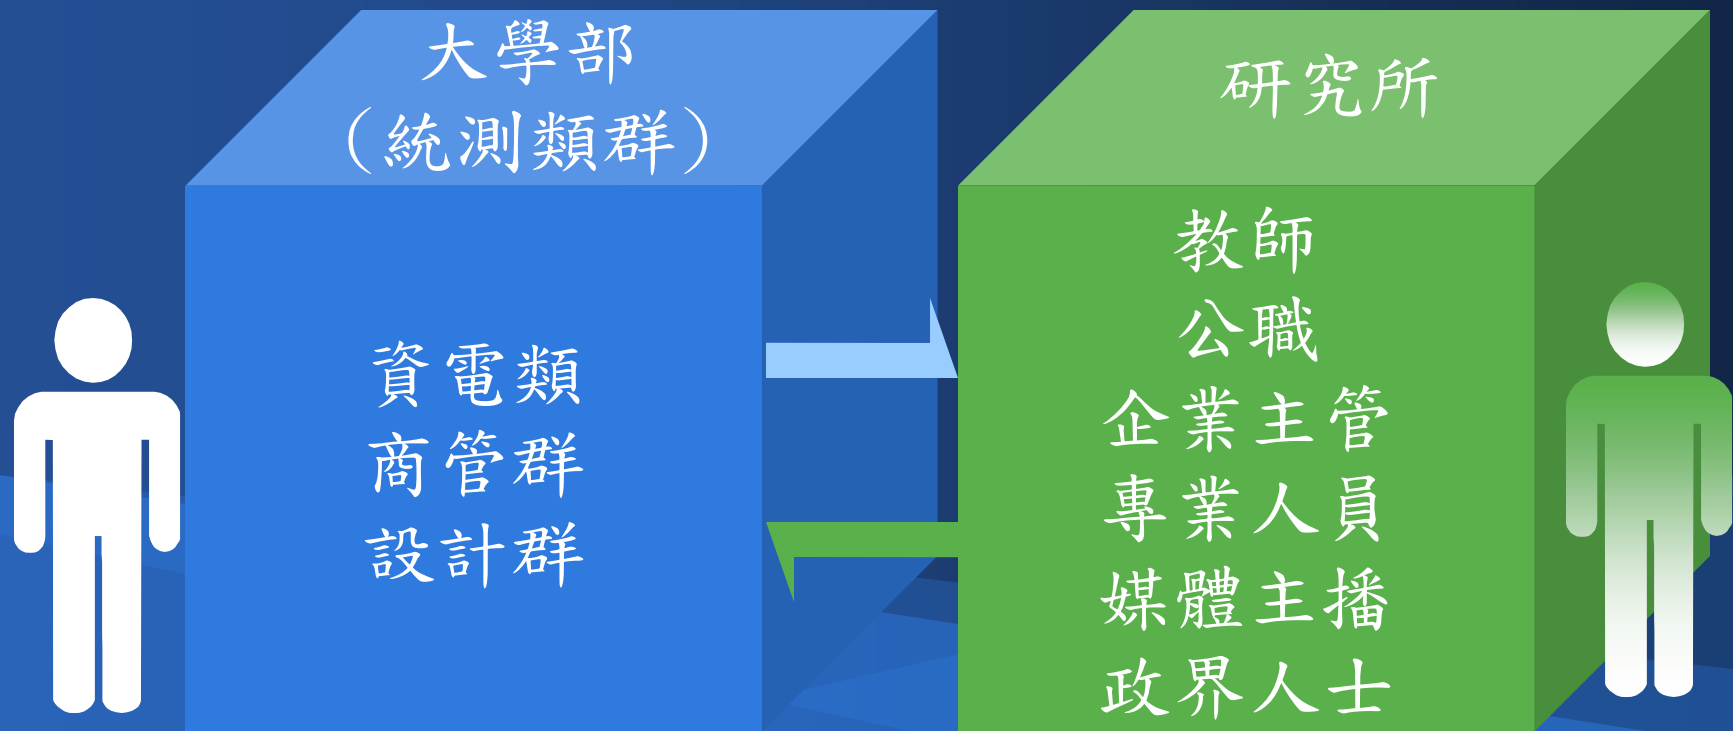 大學部
（統測類群）
資電類
商管群
設計群
研究所
教師
公職
企業主管
專業人員
媒體主播
政界人士